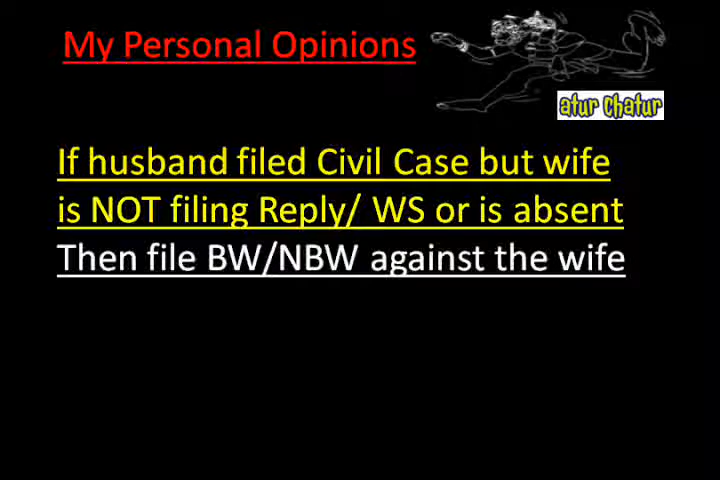 My Personal Opinions
atur chatur
If husband filed Civil Case but wife
is NOT filing Reply/ WS or is absent
Then file BW/NBW against the wife